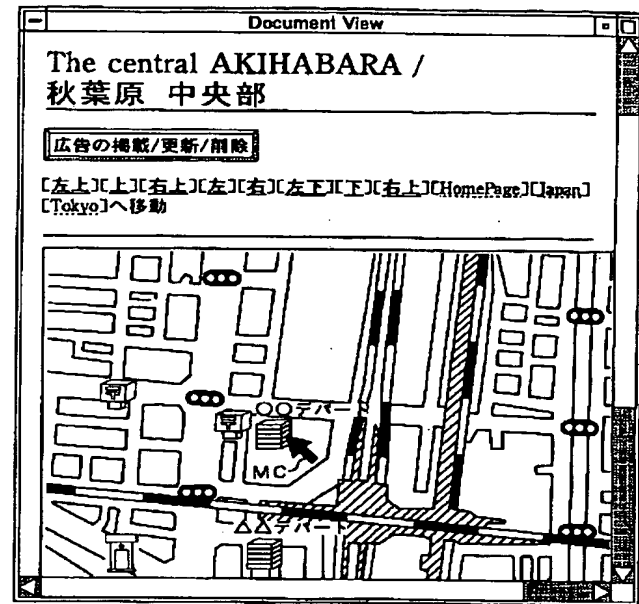 Document View
The central AKIHABARA /
秋葉原 中央部
広告の掲載/更新/削除
[左上][上][右上][左][右][左下][下][右上][HomePage][Japan]
[Tokyo]へ移動
○○デパート
MC
△△デパート